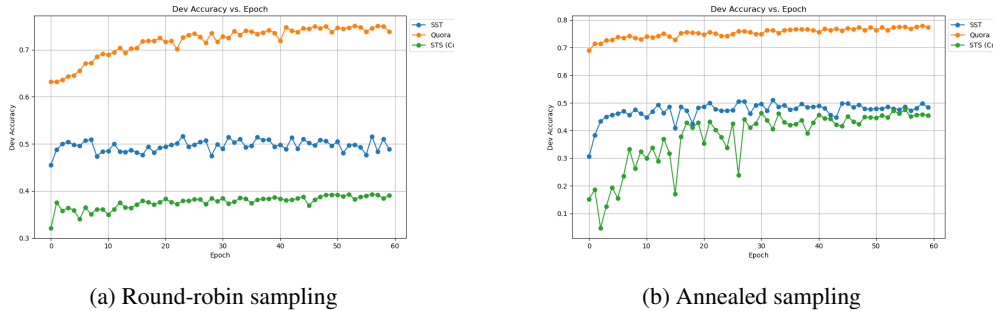 Dev Accuracy vs. Epoch
SST
Quora
STS (Co
0.7
0.6
0.5
0.4
0.3
Dev Accuracy
0
10
20
30
40
50
60
Epoch
(a) Round-robin sampling
Dev Accuracy vs. Epoch
SST
Quora
STS (Co
0.8
0.7
0.6
0.5
0.4
0.3
0.2
0.1
Dev Accuracy
0
10
20
30
40
50
60
Epoch
(b) Annealed sampling